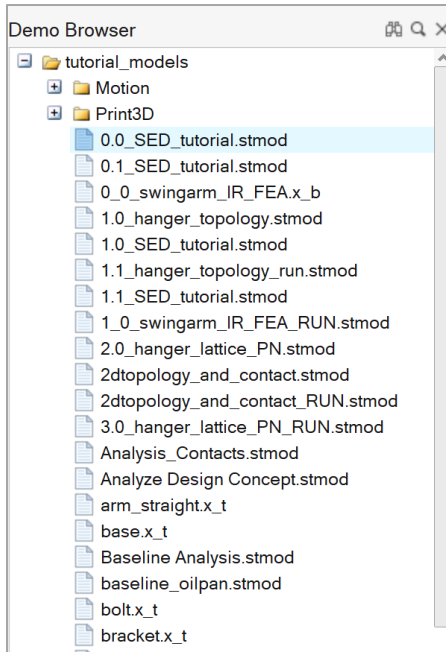 Demo Browser
tutorial_models
Motion
Print3D
0.0_SED_tutorial.stmod
0.1_SED_tutorial.stmod
0_0_swingarm_IR_FEA.x_b
1.0_hanger_topology.stmod
1.0_SED_tutorial.stmod
1.1_hanger_topology_run.stmod
1.1_SED_tutorial.stmod
1_0_swingarm_IR_FEA_RUN.stmod
2.0_hanger_lattice_PN.stmod
2dtopology_and_contact.stmod
2dtopology_and_contact_RUN.stmod
3.0_hanger_lattice_PN_RUN.stmod
Analysis_Contacts.stmod
Analyze Design Concept.stmod
arm_straight.x_t
base.x_t
Baseline Analysis.stmod
baseline_oilpan.stmod
bolt.x_t
bracket.x_t